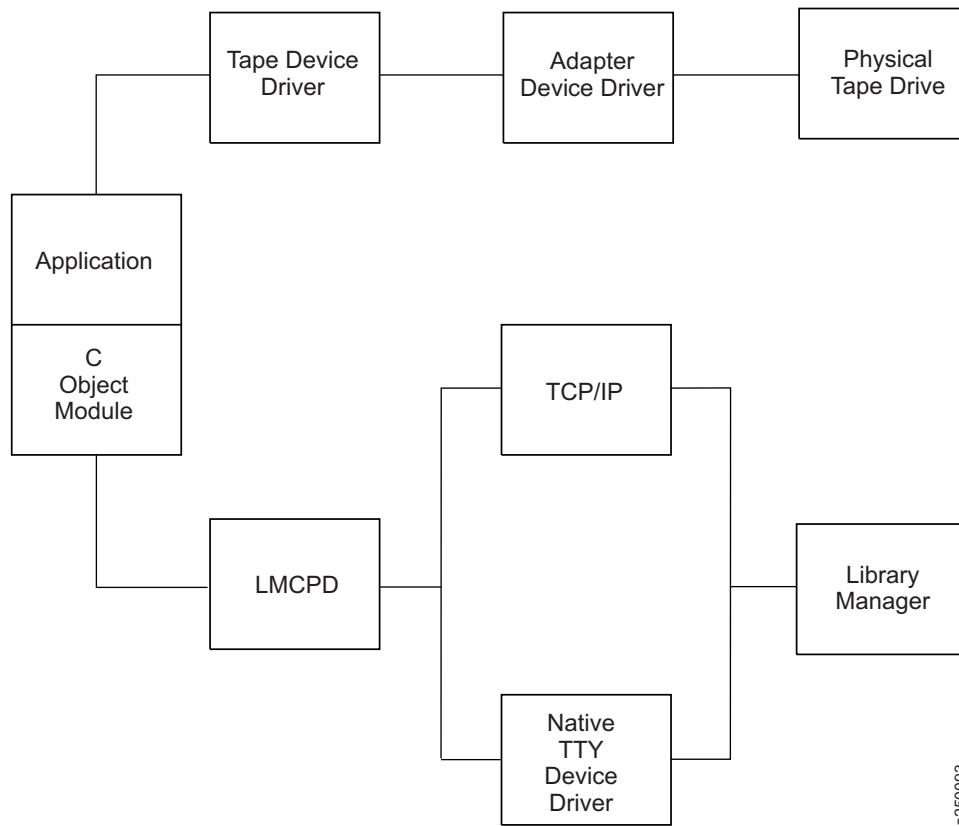 Tape Device
Driver
Adapter
Device Driver
Physical
Tape Drive
Application
C
Object
Module
TCP/IP
LMCPD
Library
Manager
Native
TTY
Device
Driver